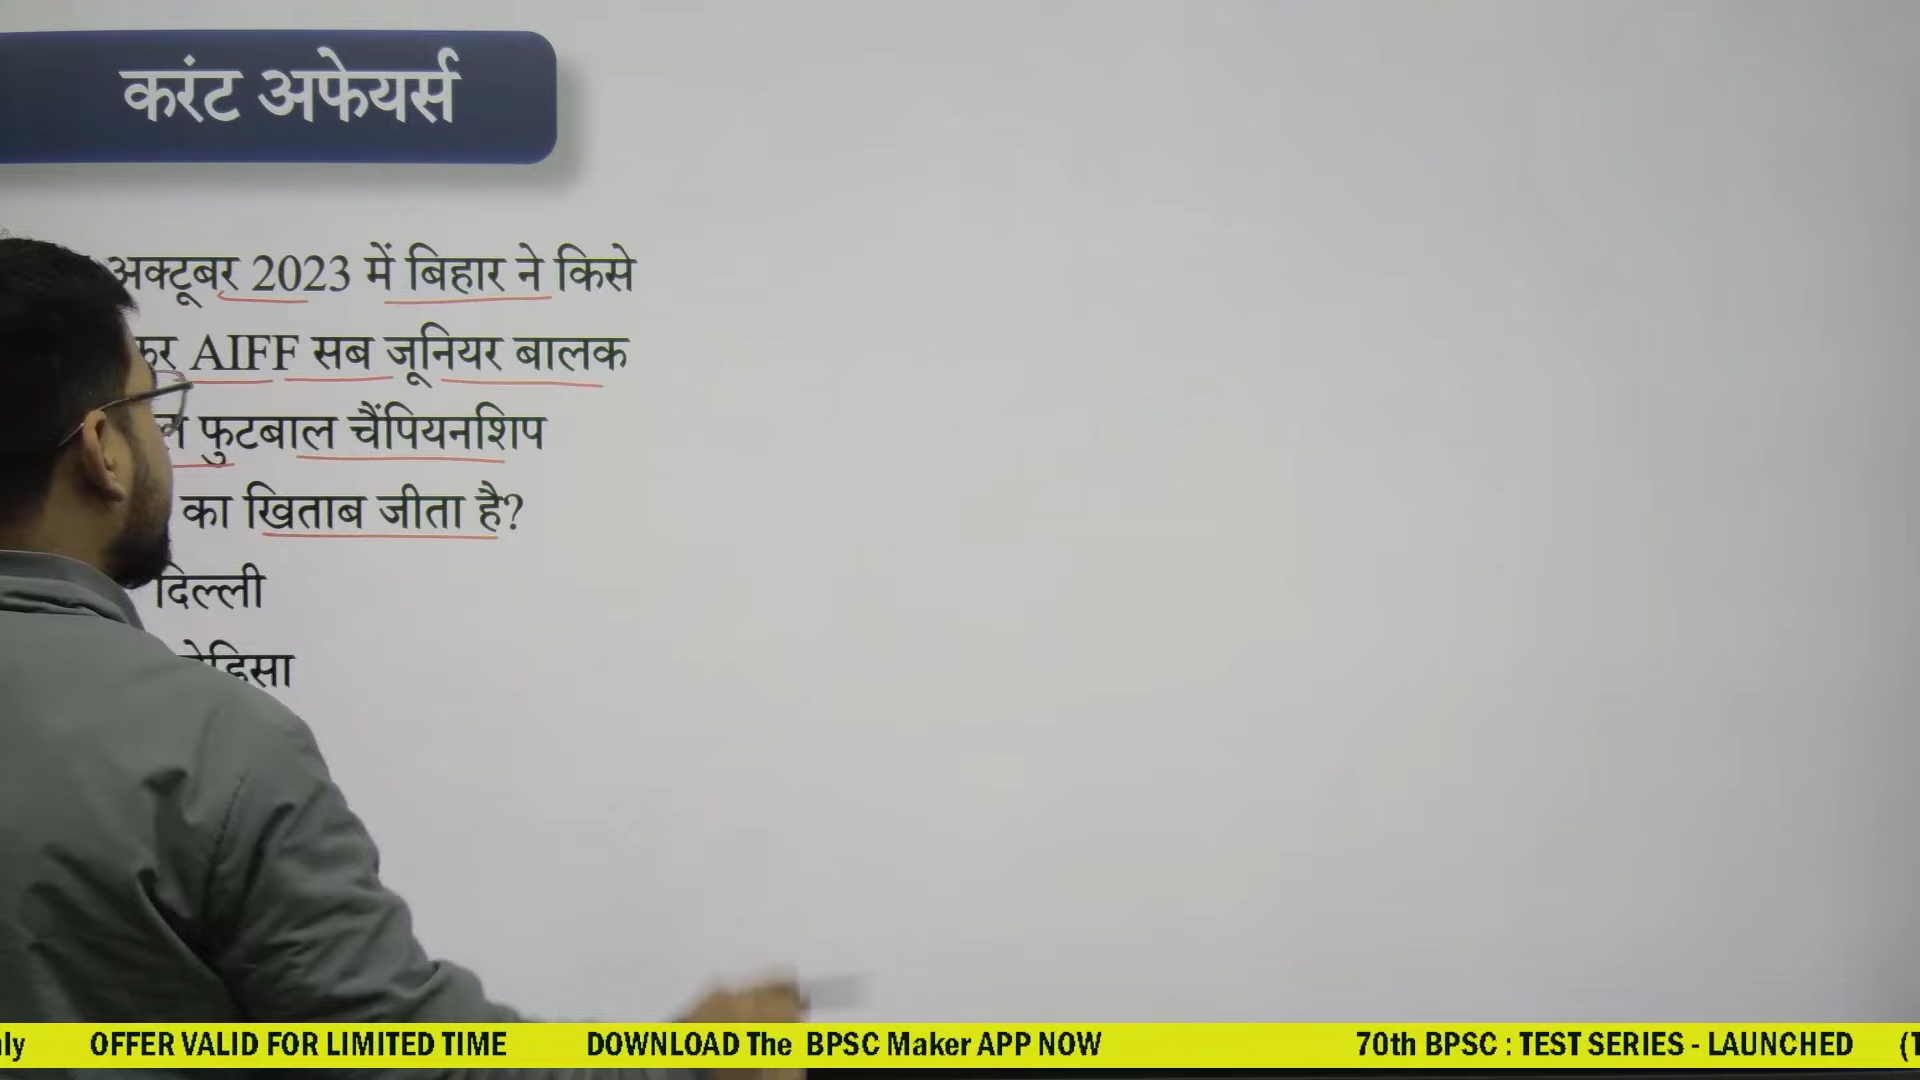 करंट अफेयर्स
अक्टूबर 2023 में बिहार ने किसे
AIFF सब जूनियर बालक
फुटबाल चैंपियनशिप
का खिताब जीता है?
दिल्ली
OFFER VALID FOR LIMITED TIME DOWNLOAD The BPSC Maker APP NOW 70th BPSC : TEST SERIES - LAUNCHED